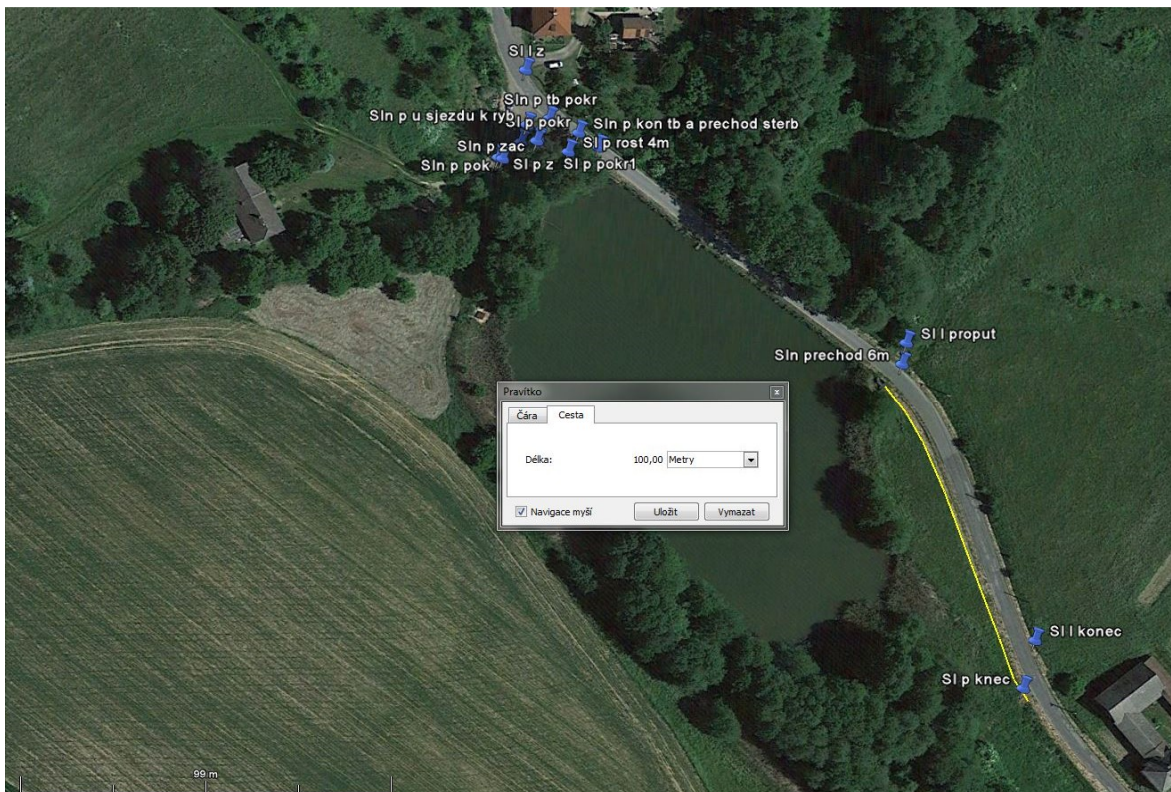 Sl l z
Sln p tb pokr
Sln p u sjezdu k ryb
Sl p pokr
Sln p kon tb a prechod sterb
Sln p zac
Sl p rost 4m
Sln p pok
Sl p z
Sl p pokr1
Sl l proput
Sln prechod 6m
Pravítko
Čára
Cesta
Délka:
100,00
Metry
Navigace myší
Uložit
Vymazat
Sl l konec
Sl p knec
99 m